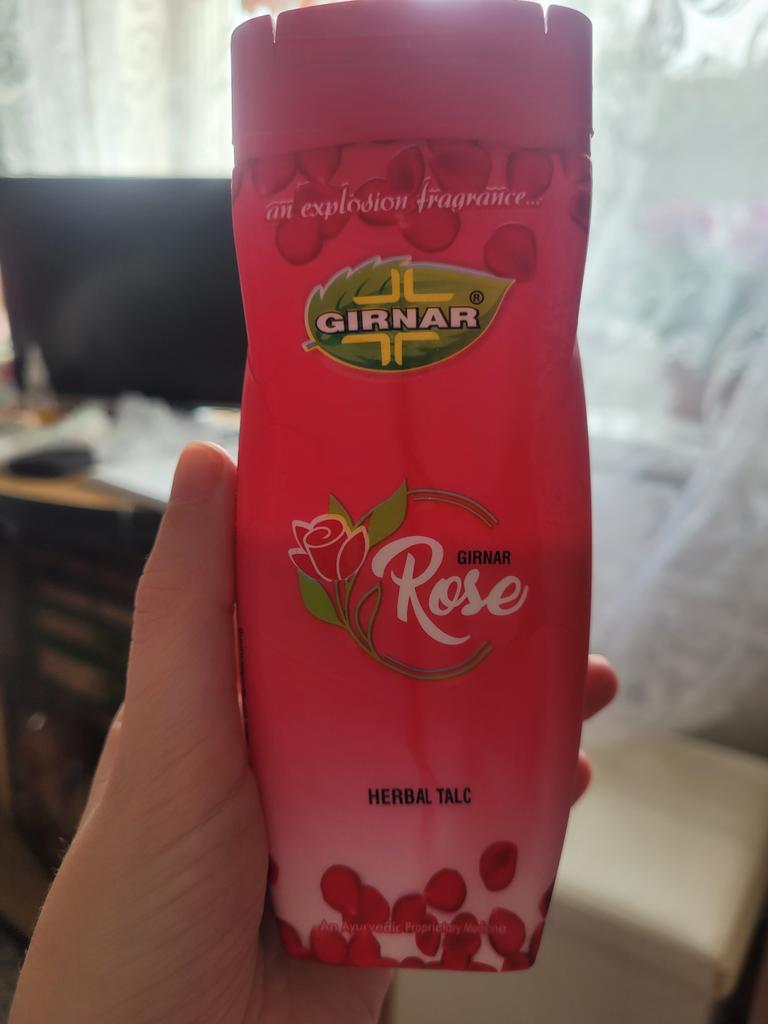 an explosion fragrance...
GIRNAR®
GIRNAR
Rose
HERBAL TALC
An Ayurvedic Proprietary Medicine